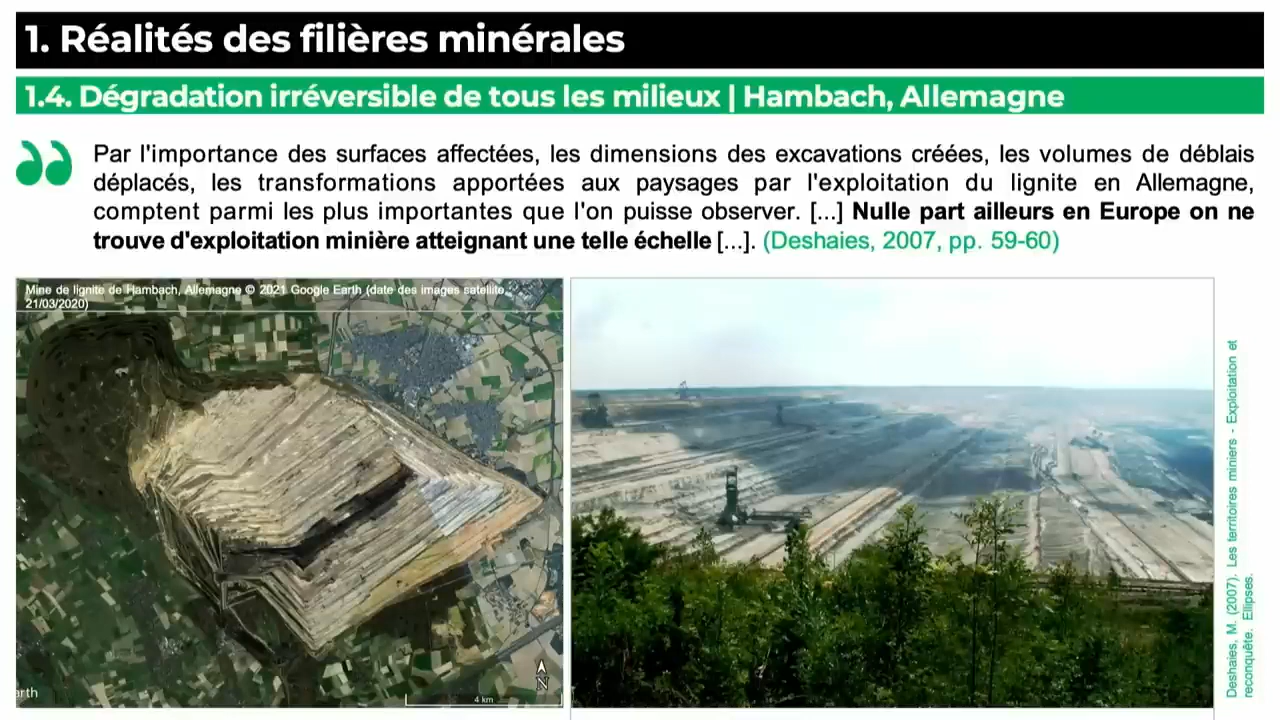 1. Réalités des filières minérales
1.4. Dégradation irréversible de tous les milieux | Hambach, Allemagne
Par l'importance des surfaces affectées, les dimensions des excavations créées, les volumes de déblais
déplacés, les transformations apportées aux paysages par l'exploitation du lignite en Allemagne,
comptent parmi les plus importantes que l'on puisse observer. [...] Nulle part ailleurs en Europe on ne
trouve d'exploitation minière atteignant une telle échelle [...]. (Deshaies, 2007, pp. 59-60)
Mine de lignite de Hambach, Allemagne © 2021 Google Earth (date des images satellite
21/03/2020)
arth
N
4 km
Deshaies, M. (2007). Les territoires miniers - Exploitation et
reconquête. Ellipses.